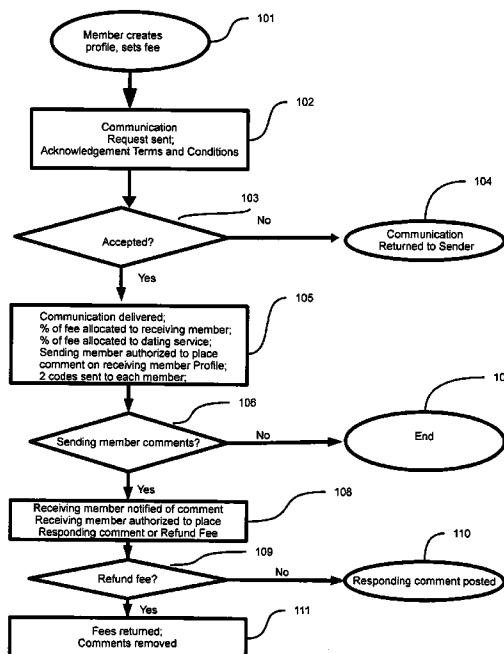 Member creates
profile, sets fee
101
Communication
Request sent;
Acknowledgement Terms and Conditions
102
103
Accepted?
No
104
Communication
Returned to Sender
Yes
105
Communication delivered;
% of fee allocated to receiving member;
% of fee allocated to dating service;
Sending member authorized to place
comment on receiving member Profile;
2 codes sent to each member;
106
Sending member comments?
No
10
End
Yes
Receiving member notified of comment
Receiving member authorized to place
Responding comment or Refund Fee
108
109
Refund fee?
No
110
Responding comment posted
Yes
111
Fees returned;
Comments removed